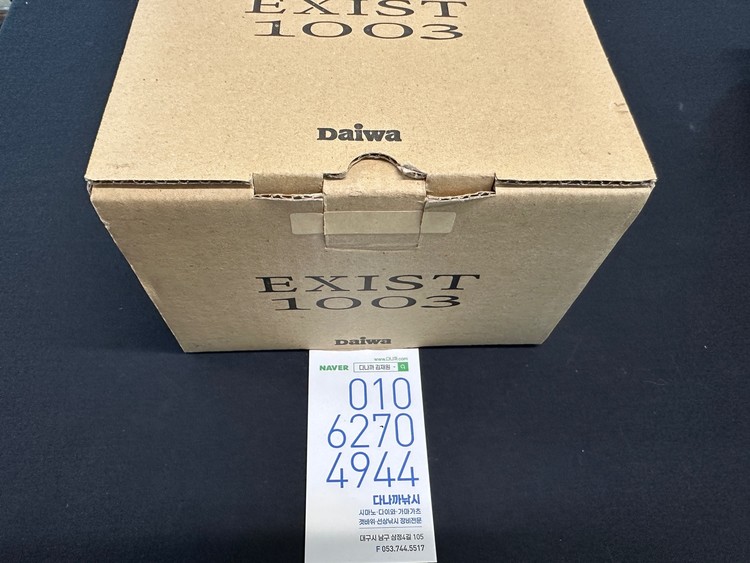 EXIST
1003
Daiwa
EXIST
1003
Daiwa
NAVER 다나까 김재원
010
6270
4944
다나까낚시
시마노·다이와·가마가츠
갯바위·선상낚시 장비전문
대구시 남구 삼정4길 105
F 053.744.5517